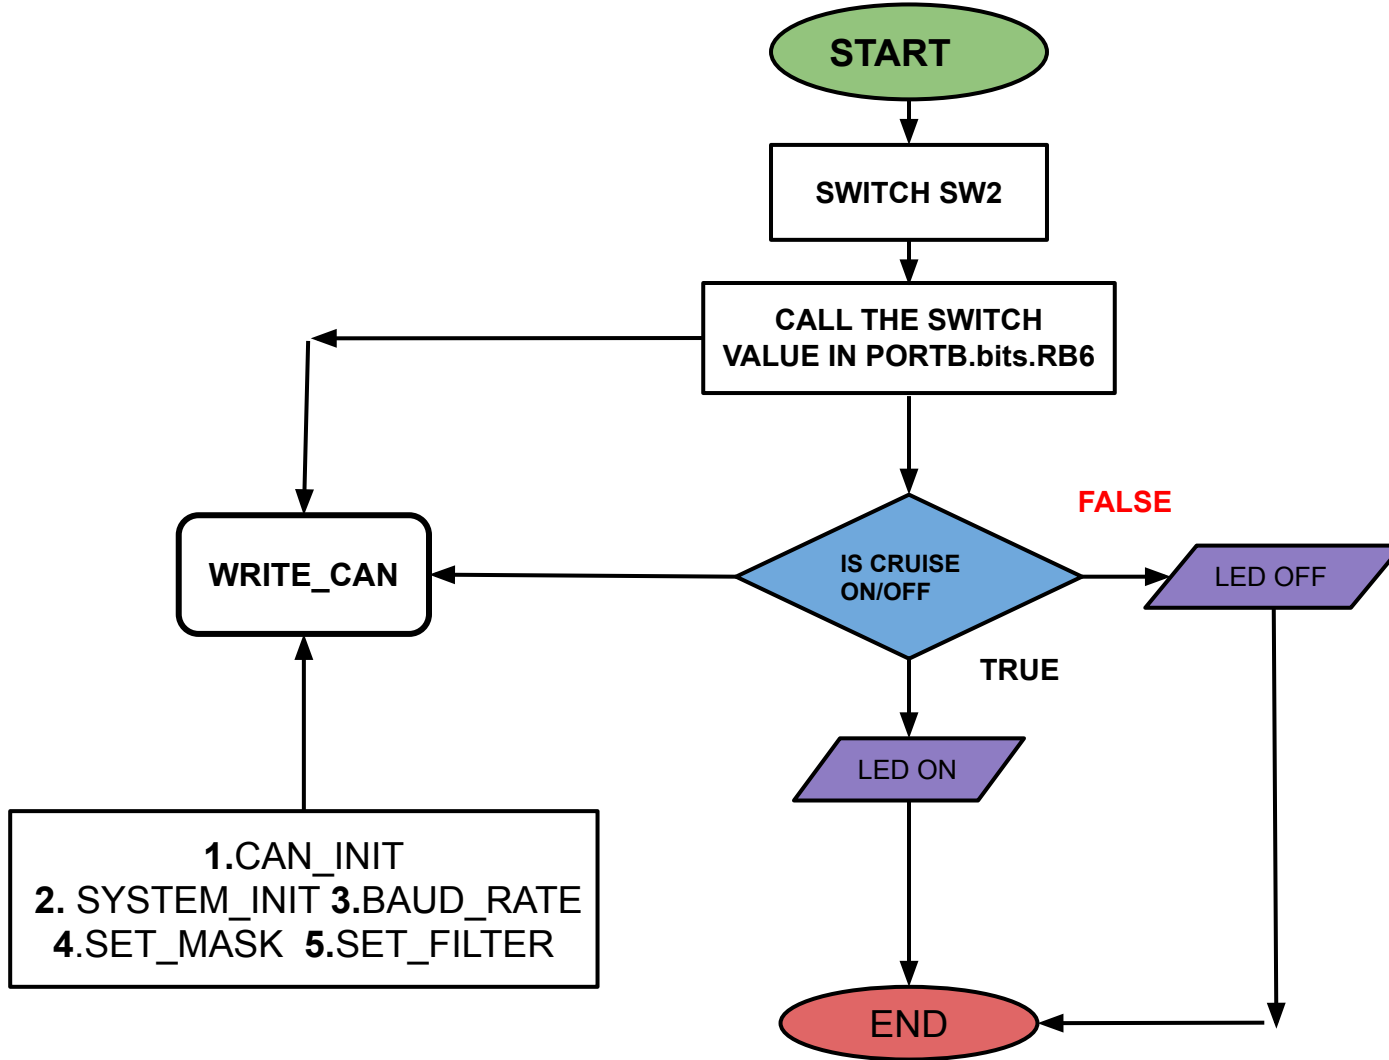 START
SWITCH SW2
CALL THE SWITCH
VALUE IN PORTB.bits.RB6
FALSE
WRITE_CAN
IS CRUISE
ON/OFF
LED OFF
TRUE
LED ON
1.CAN_INIT
2. SYSTEM_INIT 3.BAUD_RATE
4.SET_MASK 5.SET_FILTER
END